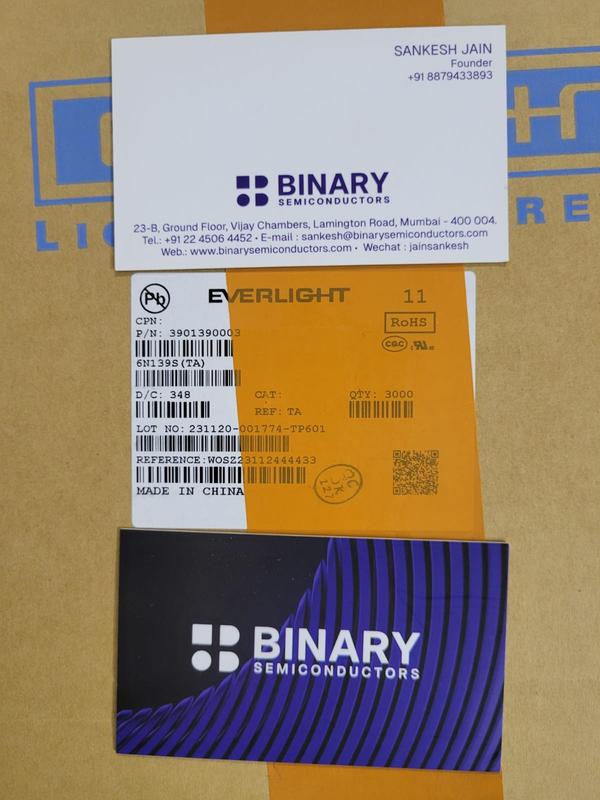 SANKESH JAIN
Founder
+91 8879433893
BINARY
SEMICONDUCTORS
23-B, Ground Floor, Vijay Chambers, Lamington Road, Mumbai - 400 004.
Tel.: +91 22 4506 4452 • E-mail : sankesh@binarysemiconductors.com
Web.: www.binarysemiconductors.com • Wechat : jainsankesh
Pb EVERLIGHT 11
CPN: RoHS
P/N: 3901390003
6N139S(TA)
D/C: 348 CAT: QTY: 3000
REF: TA
LOT NO: 231120-001774-TP601
REFERENCE:WOSZ23112444433
MADE IN CHINA
BINARY
SEMICONDUCTORS